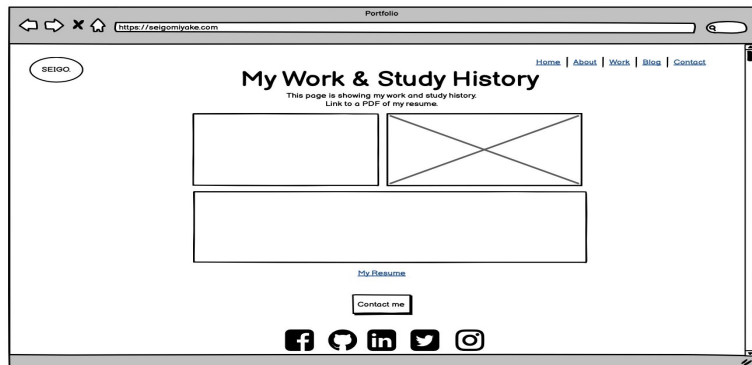 Portfolio
https://seigomiyake.com
SEIGO.
Home | About | Work | Blog | Contact
My Work & Study History
This page is showing my work and study history.
Link to a PDF of my resume.
My Resume
Contact me